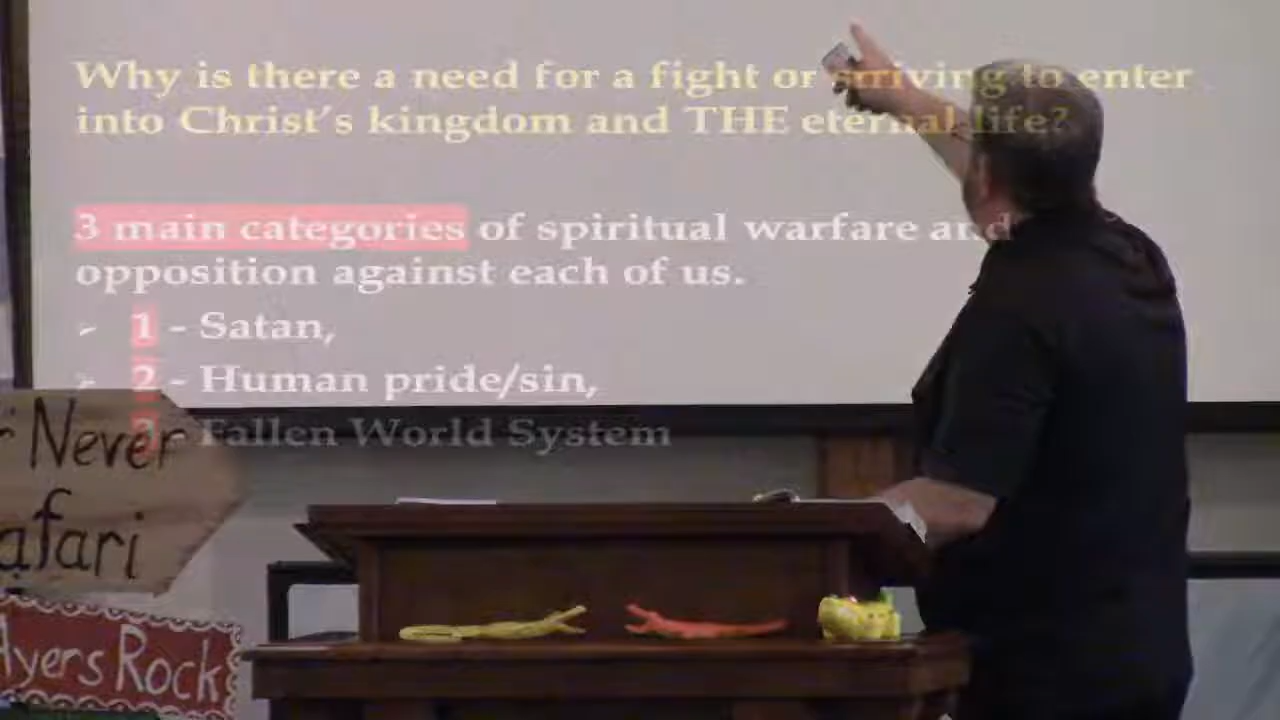 Why is there a need for a fight or striving to enter
into Christ's kingdom and THE eternal life?
3 main categories of spiritual warfare and
opposition against each of us.
➢ 1 - Satan,
➢ 2 - Human pride/sin,
3 - Fallen World System
Never
afari
Ayers Rock